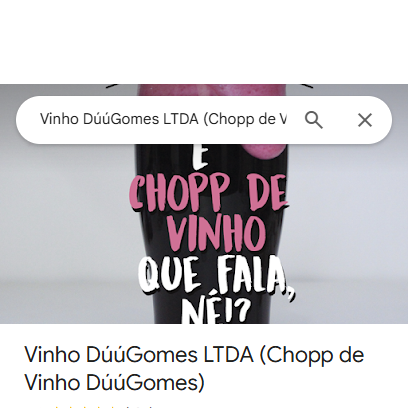 Vinho DúúGomes LTDA (Chopp de V
É
CHOPP DE
VINHO
QUE FALA,
NÉ!?
Vinho DúúGomes LTDA (Chopp de
Vinho DúúGomes)